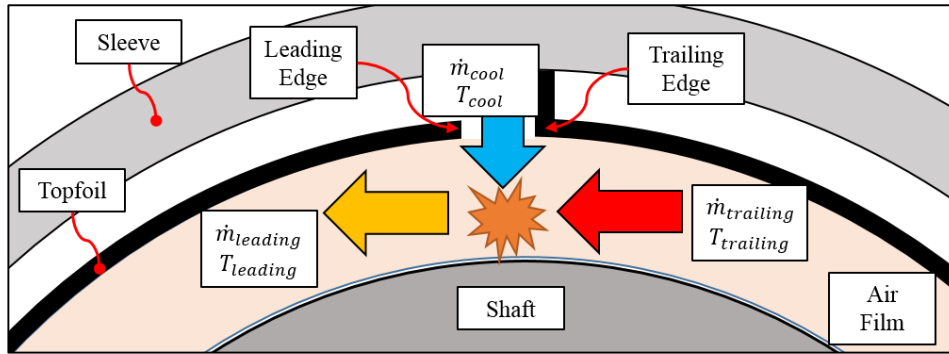 Sleeve
Leading
Edge
ṁ_cool
T_cool
Trailing
Edge
Topfoil
ṁ_leading
T_leading
ṁ_trailing
T_trailing
Shaft
Air
Film